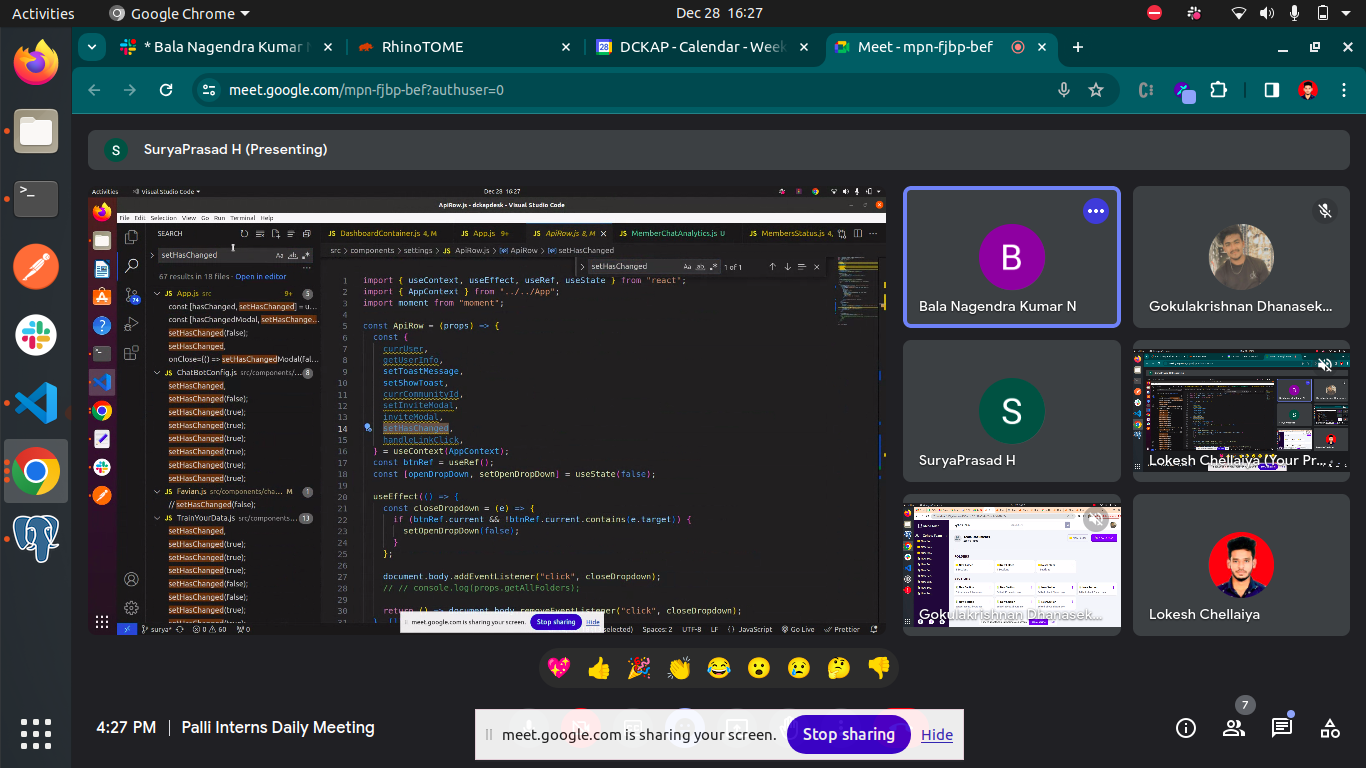 Activities
Google Chrome
Dec 28 16:27
* Bala Nagendra Kumar N
RhinoTOME
DCKAP - Calendar - Week
Meet - mpn-fjbp-bef
meet.google.com/mpn-fjbp-bef?authuser=0
S
SuryaPrasad H (Presenting)
Activities
Visual Studio Code
Dec 28 16:27
ApiRow.js - dckapdesk - Visual Studio Code
File Edit Selection View Go Run Terminal Help
SEARCH
DashboardContainer.js 4, M
App.js 9+
ApiRow.js 8, M
MemberChatAnalytics.js U
MembersStatus.js 4,
setHasChanged
src > components > settings > JS ApiRow.js > ApiRow > setHasChanged
setHasChanged
1 of 1
67 results in 18 files - Open in editor
App.js src 9+ 5
const [hasChanged, setHasChanged] = u...
const [hasChangedModal, setHasChange...
setHasChanged(false);
setHasChanged,
onClose={() => setHasChangedModal(fal...
ChatBotConfig.js src/components/... 8
setHasChanged,
setHasChanged(false);
setHasChanged(true);
setHasChanged(true);
setHasChanged(true);
setHasChanged(true);
setHasChanged(true);
setHasChanged(true);
Favian.js src/components/cha... M 1
// setHasChanged(false);
TrainYourData.js src/components... 13
setHasChanged,
setHasChanged(true);
setHasChanged(true);
setHasChanged(true);
setHasChanged(false);
setHasChanged(true);
setHasChanged(true);
74
1 import { useContext, useEffect, useRef, useState } from "react";
2 import { AppContext } from "../../App";
3 import moment from "moment";
4
5 const ApiRow = (props) => {
6 const {
7 currUser,
8 getUserInfo,
9 setToastMessage,
10 setShowToast,
11 currCommunityId,
12 setInviteModal,
13 inviteModal,
14 setHasChanged,
15 handleLinkClick,
16 } = useContext(AppContext);
17 const btnRef = useRef();
18 const [openDropDown, setOpenDropDown] = useState(false);
19
20 useEffect(() => {
21 const closeDropdown = (e) => {
22 if (btnRef.current && !btnRef.current.contains(e.target)) {
23 setOpenDropDown(false);
24 }
25 };
26
27 document.body.addEventListener("click", closeDropdown);
28 // // console.log(props.getAllFolders);
29
30 return () => document.body.removeEventListener("click", closeDropdown);
surya*
0 60
0
selected)
Spaces: 2
UTF-8
LF
JavaScript
Go Live
Prettier
meet.google.com is sharing your screen.
Stop sharing
Hide
B
Bala Nagendra Kumar N
Gokulakrishnan Dhanasek...
S
SuryaPrasad H
Lokesh Chellaiya (Your Pr...
Gokulakrishnan Dhanasek...
Lokesh Chellaiya
4:27 PM | Palli Interns Daily Meeting
meet.google.com is sharing your screen.
Stop sharing
Hide
7